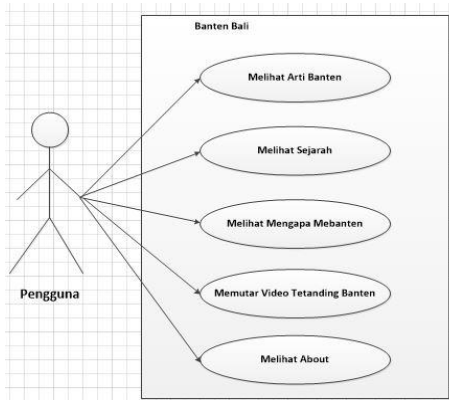 Banten Bali
Melihat Arti Banten
Melihat Sejarah
Melihat Mengapa Mebanten
Memutar Video Tetanding Banten
Melihat About
Pengguna